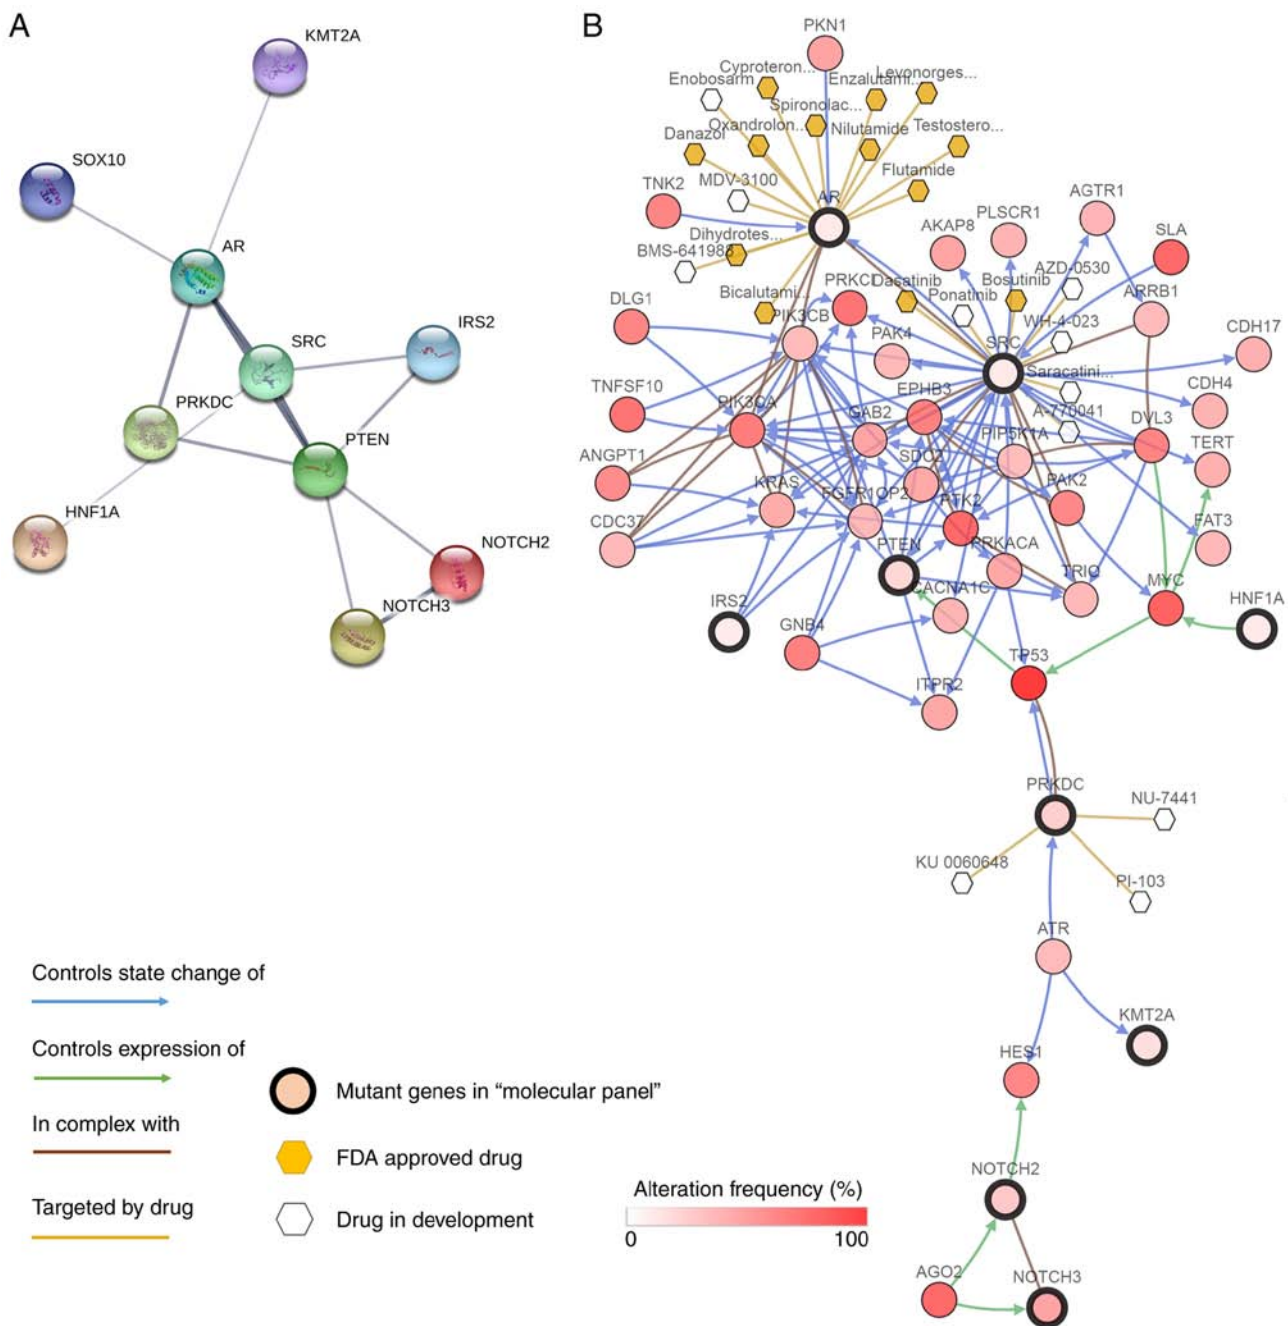 A
KMT2A
SOX10
AR
IRS2
SRC
PRKDC
PTEN
HNF1A
NOTCH2
NOTCH3
B
PKN1
Cyproteron...
Enobosarm
Enzalutami...
Levonorges...
Spironolac...
Oxandrolon...
Danazol
Nilutamide
Testostero...
MDV-3100
Flutamide
TNK2
AR
AGTR1
AKAP8
PLSCR1
SLA
Dihydrotes...
BMS-641988
AZD-0530
PRKCI
Dasatinib
Bosutinib
Ponatinib
Bicalutami...
DLG1
PIK3CB
ARRB1
WH-4-023
PAK4
SRC
CDH17
Saracatini...
TNFSF10
EPHB3
CDH4
PIK3CA
GAB2
A-770041
DVL3
PIP5K1A
TERT
ANGPT1
SDC2
KRAS
FGFR1OP2
PTK2
PAK2
CDC37
FAT3
PTEN
PRKACA
TRIO
MYC
CACNA1C
IRS2
HNF1A
GNB4
TP53
ITPR2
PRKDC
NU-7441
KU 0060648
PI-103
ATR
KMT2A
HES1
NOTCH2
AGO2
NOTCH3
Controls state change of
Controls expression of
In complex with
Targeted by drug
Mutant genes in “molecular panel”
FDA approved drug
Drug in development
Alteration frequency (%)
0
100